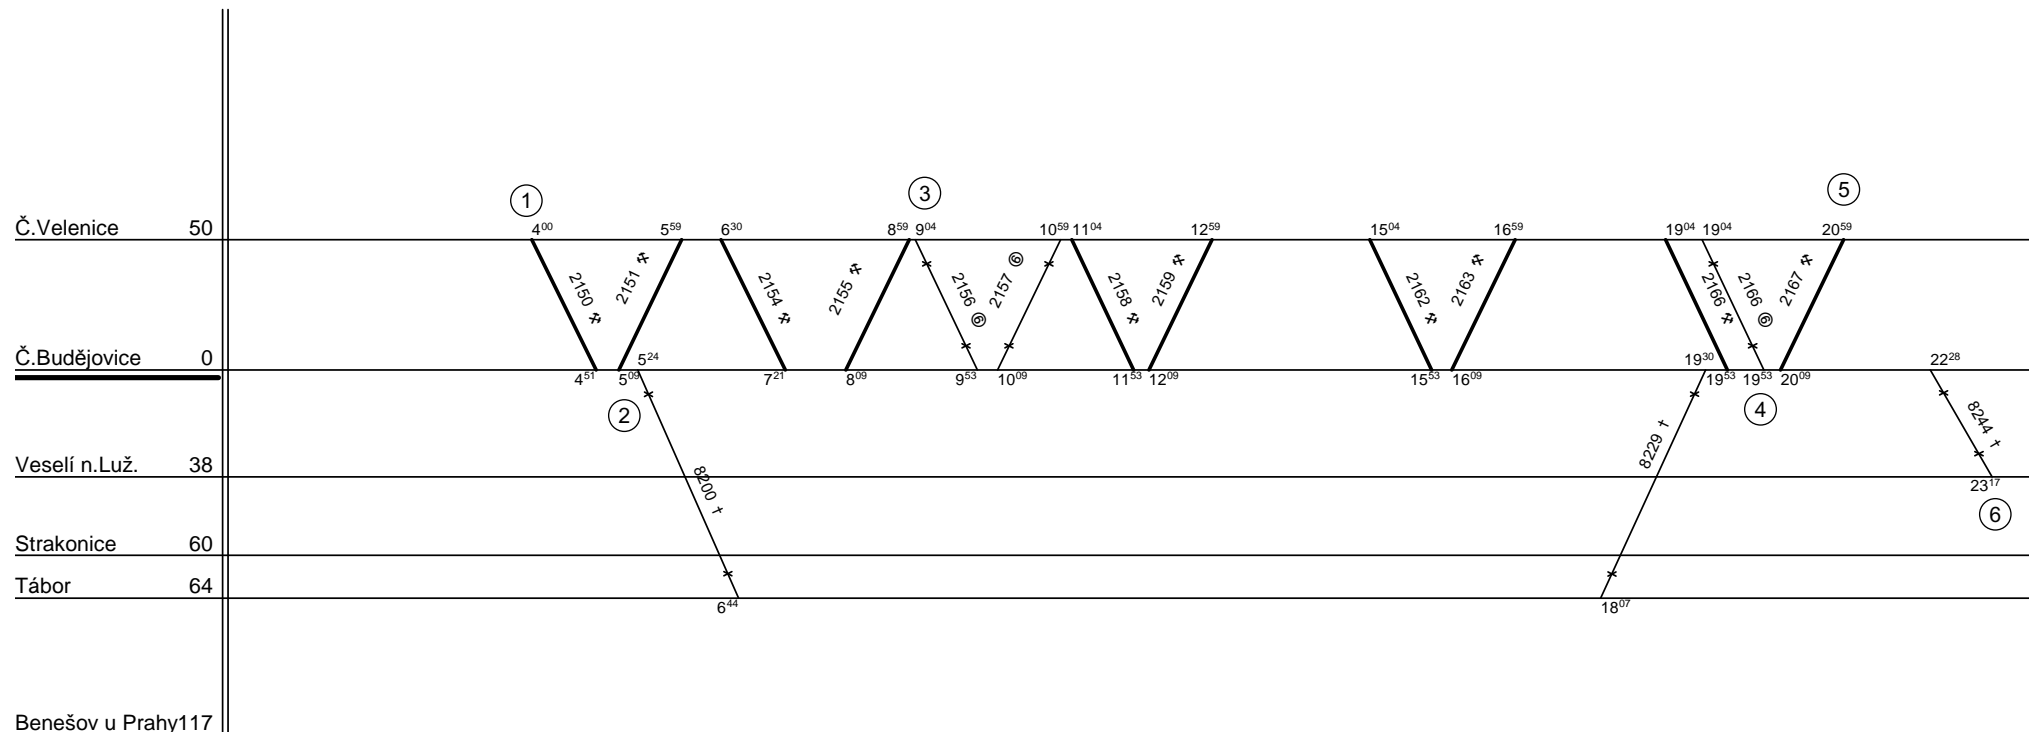 ① ③ ⑤
Č.Velenice 50 4⁰⁰ 5⁵⁹ 6³⁰ 8⁵⁹ 9⁰⁴ 10⁵⁹ 11⁰⁴ 12⁵⁹ 15⁰⁴ 16⁵⁹ 19⁰⁴ 19⁰⁴ 20⁵⁹
2150 ⚒ 2151 ⚒ 2154 ⚒ 2155 ⚒ 2156 ⑥ 2157 ⑥ 2158 ⚒ 2159 ⚒ 2162 ⚒ 2163 ⚒ 2166 ⚒ 2166 ⑥ 2167 ⚒
Č.Budějovice 0 5²⁴ 19³⁰ 22²⁸
4⁵¹ 5⁰⁹ 7²¹ 8⁰⁹ 9⁵³ 10⁰⁹ 11⁵³ 12⁰⁹ 15⁵³ 16⁰⁹ 19⁵³ 19⁵³ 20⁰⁹
② ④
8229 † 8244 †
Veselí n.Luž. 38
8200 † 23¹⁷
⑥
Strakonice 60
Tábor 64
6⁴⁴ 18⁰⁷
Benešov u Prahy117